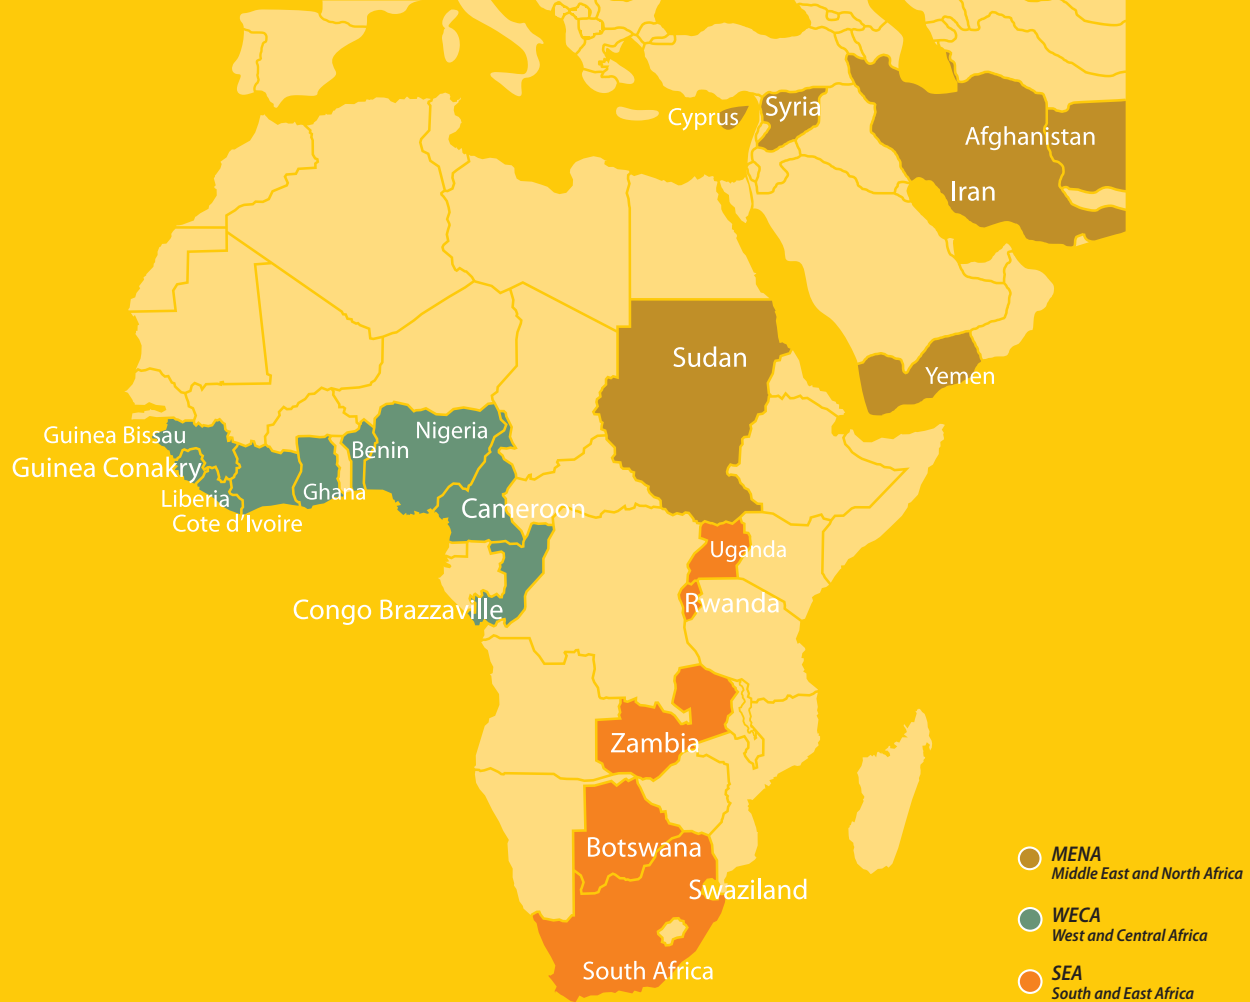 Cyprus
Syria
Afghanistan
Iran
Sudan
Yemen
Guinea Bissau
Nigeria
Benin
Guinea Conakry
Liberia
Ghana
Cote d'Ivoire
Cameroon
Uganda
Rwanda
Congo Brazzaville
Zambia
Botswana
Swaziland
South Africa
MENA
Middle East and North Africa
WECA
West and Central Africa
SEA
South and East Africa